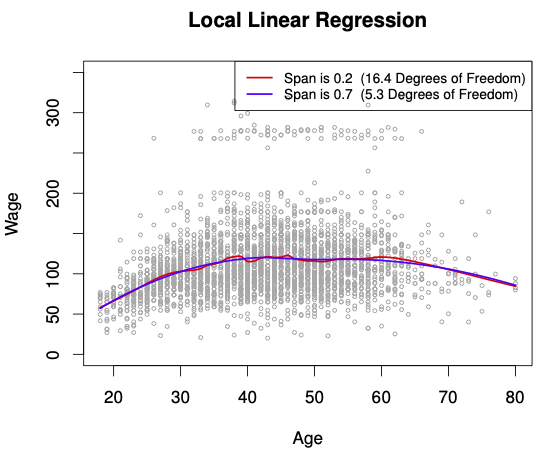 Local Linear Regression
Span is 0.2 (16.4 Degrees of Freedom)
Span is 0.7 (5.3 Degrees of Freedom)
Wage
300
200
100
50
0
20 30 40 50 60 70 80
Age